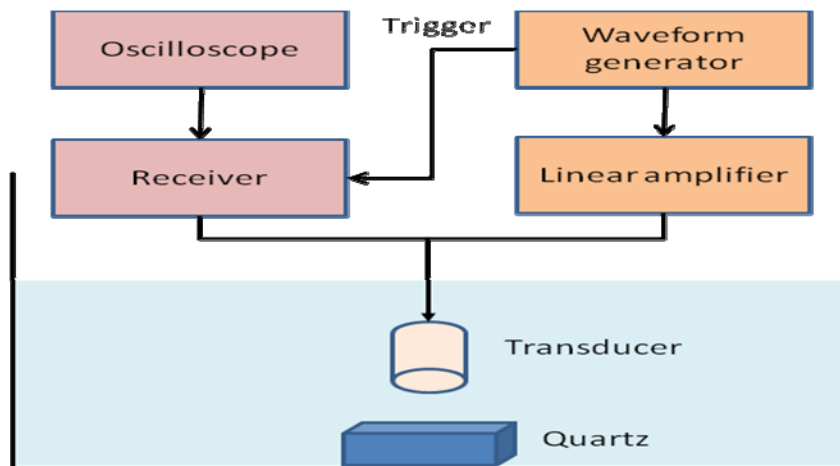 Oscilloscope
Trigger
Waveform
generator
Receiver
Linear amplifier
Transducer
Quartz